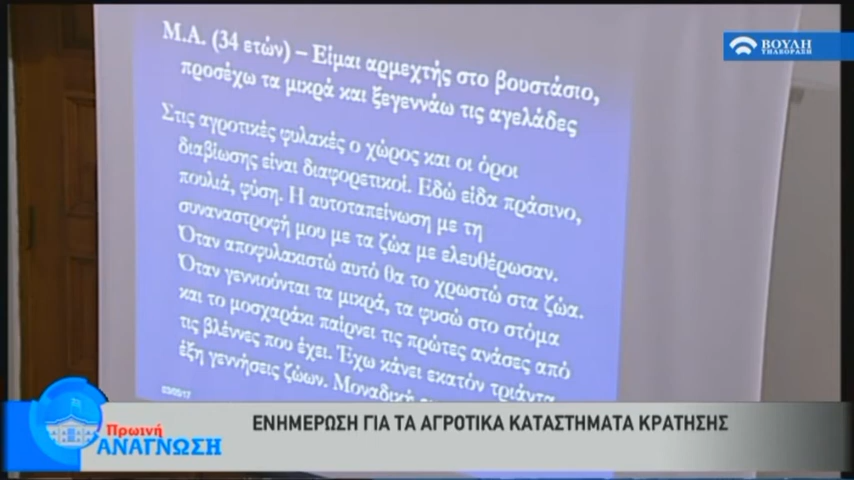 ΒΟΥΛΗ
ΤΗΛΕΟΡΑΣΗ
Μ.Α. (34 ετών) – Είμαι αρμεχτής στο βουστάσιο,
προσέχω τα μικρά και ξεγεννάω τις αγελάδες
Στις αγροτικές φυλακές ο χώρος και οι όροι
διαβίωσης είναι διαφορετικοί. Εδώ είδα πράσινο,
πουλιά, φύση. Η αυτοταπείνωση με τη
συναναστροφή μου με τα ζώα με ελευθέρωσαν.
Όταν αποφυλακιστώ αυτό θα το χρωστώ στα ζώα.
Όταν γεννιούνται τα μικρά, τα φυσώ στο στόμα
και το μοσχαράκι παίρνει τις πρώτες ανάσες από
τις βλέννες που έχει. Έχω κάνει εκατόν τριάντα
έξη γεννήσεις ζώων. Μοναδική
03/05/17
ΕΝΗΜΕΡΩΣΗ ΓΙΑ ΤΑ ΑΓΡΟΤΙΚΑ ΚΑΤΑΣΤΗΜΑΤΑ ΚΡΑΤΗΣΗΣ
Πρωινή
ΑΝΑΓΝΩΣΗ